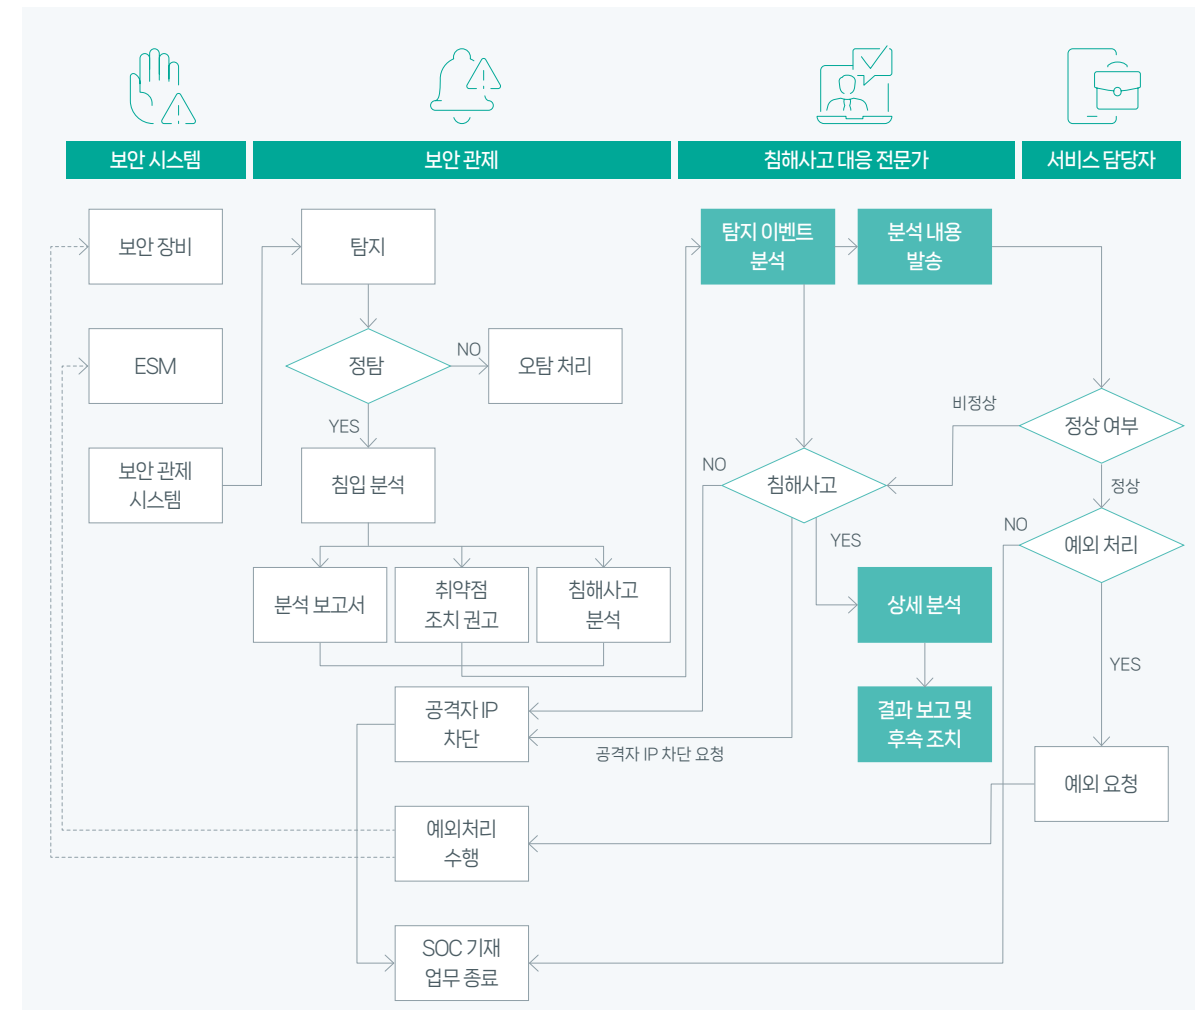 보안 시스템
보안 관제
침해사고 대응 전문가
서비스 담당자
보안 장비
탐지
탐지 이벤트
분석
분석 내용
발송
ESM
정탐
NO
오탐 처리
YES
비정상
정상 여부
보안 관제
시스템
침입 분석
NO
침해사고
정상
NO
YES
예외 처리
분석 보고서
취약점
조치 권고
침해사고
분석
상세 분석
YES
공격자 IP
차단
공격자 IP 차단 요청
결과 보고 및
후속 조치
예외 요청
예외처리
수행
SOC 기재
업무 종료